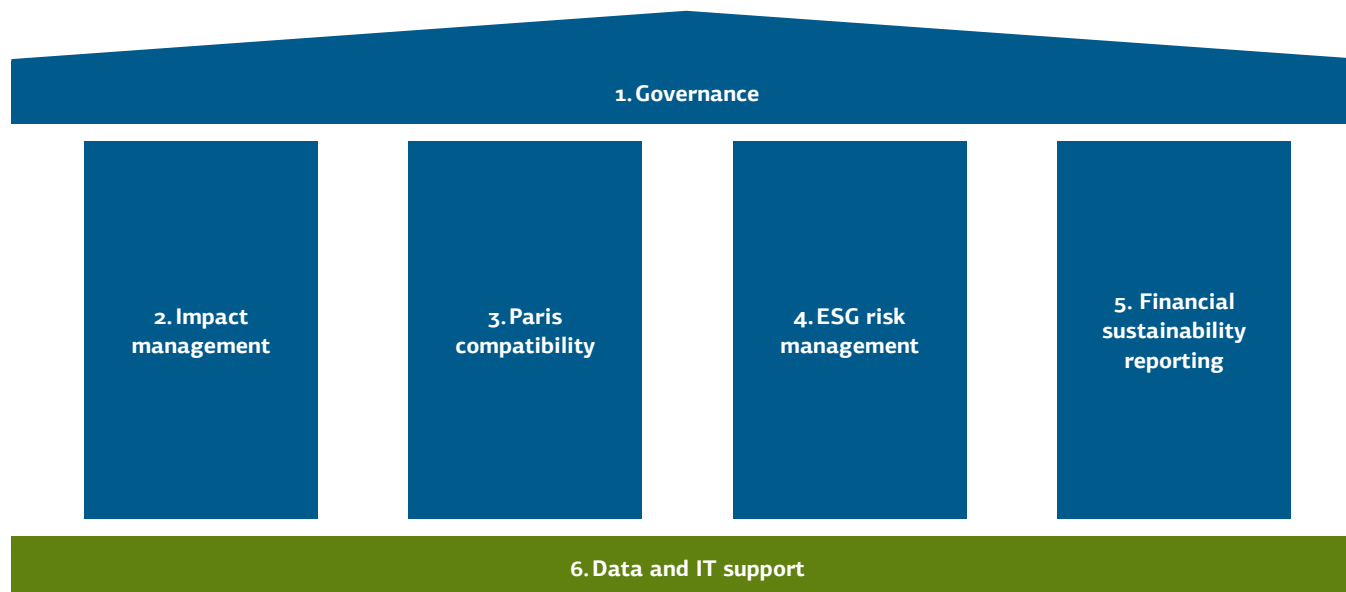 1. Governance
2. Impact
management
3. Paris
compatibility
4. ESG risk
management
5. Financial
sustainability
reporting
6. Data and IT support